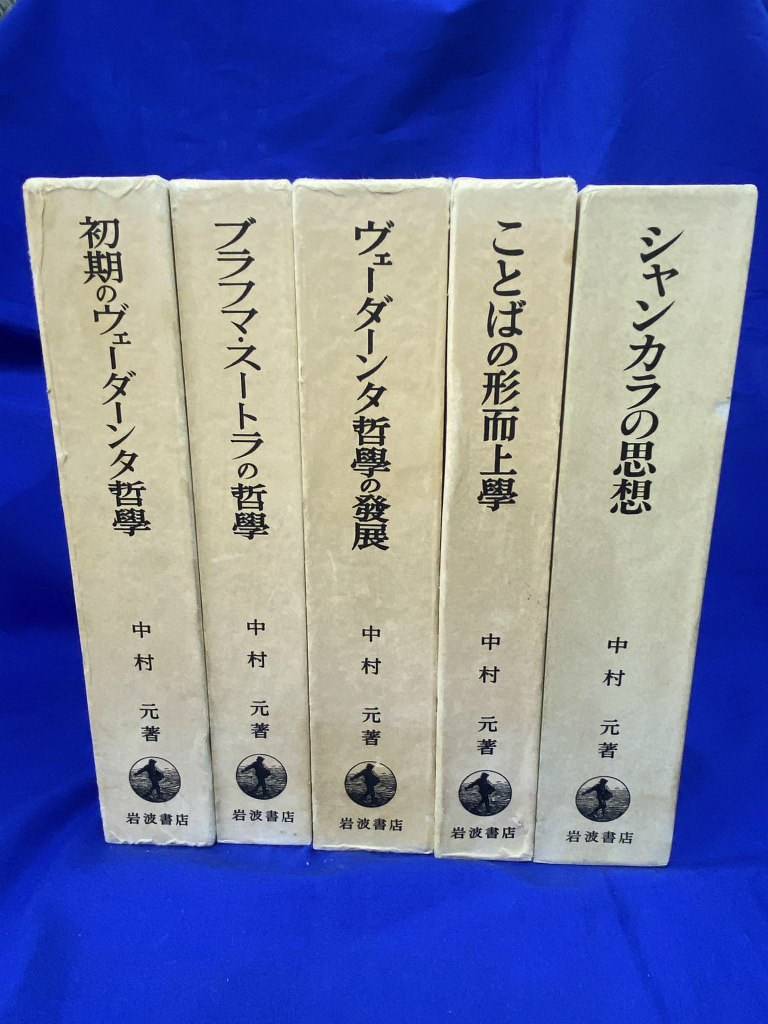 初期のヴェーダーンタ哲學
中村 元著
岩波書店
ブラフマ・スートラの哲學
中村 元著
岩波書店
ヴェーダーンタ哲學の發展
中村 元著
岩波書店
ことばの形而上學
中村 元著
岩波書店
シャンカラの思想
中村 元著
岩波書店